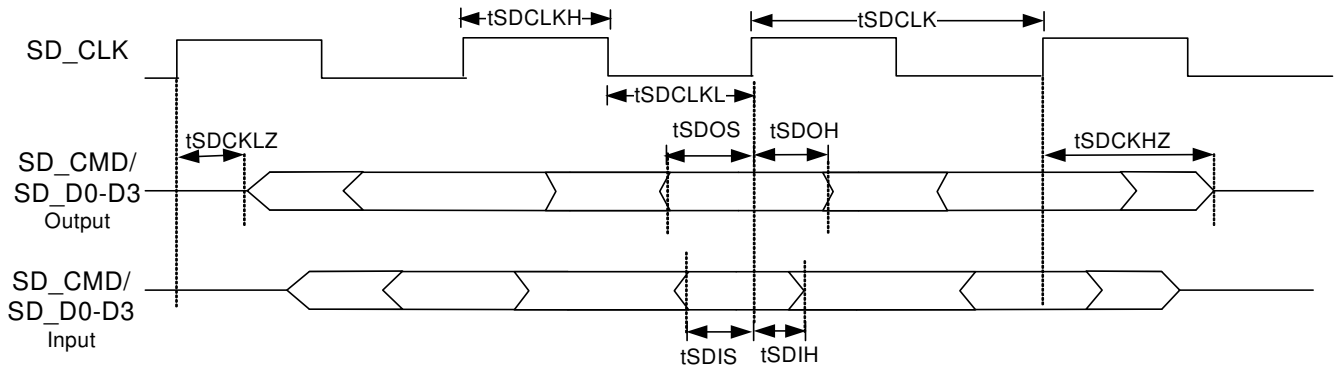 tSDCLKH
tSDCLK
SD_CLK
tSDCLKL
tSDCKLZ
tSDOS
tSDOH
tSDCKHZ
SD_CMD/
SD_D0-D3
Output
SD_CMD/
SD_D0-D3
Input
tSDIS
tSDIH